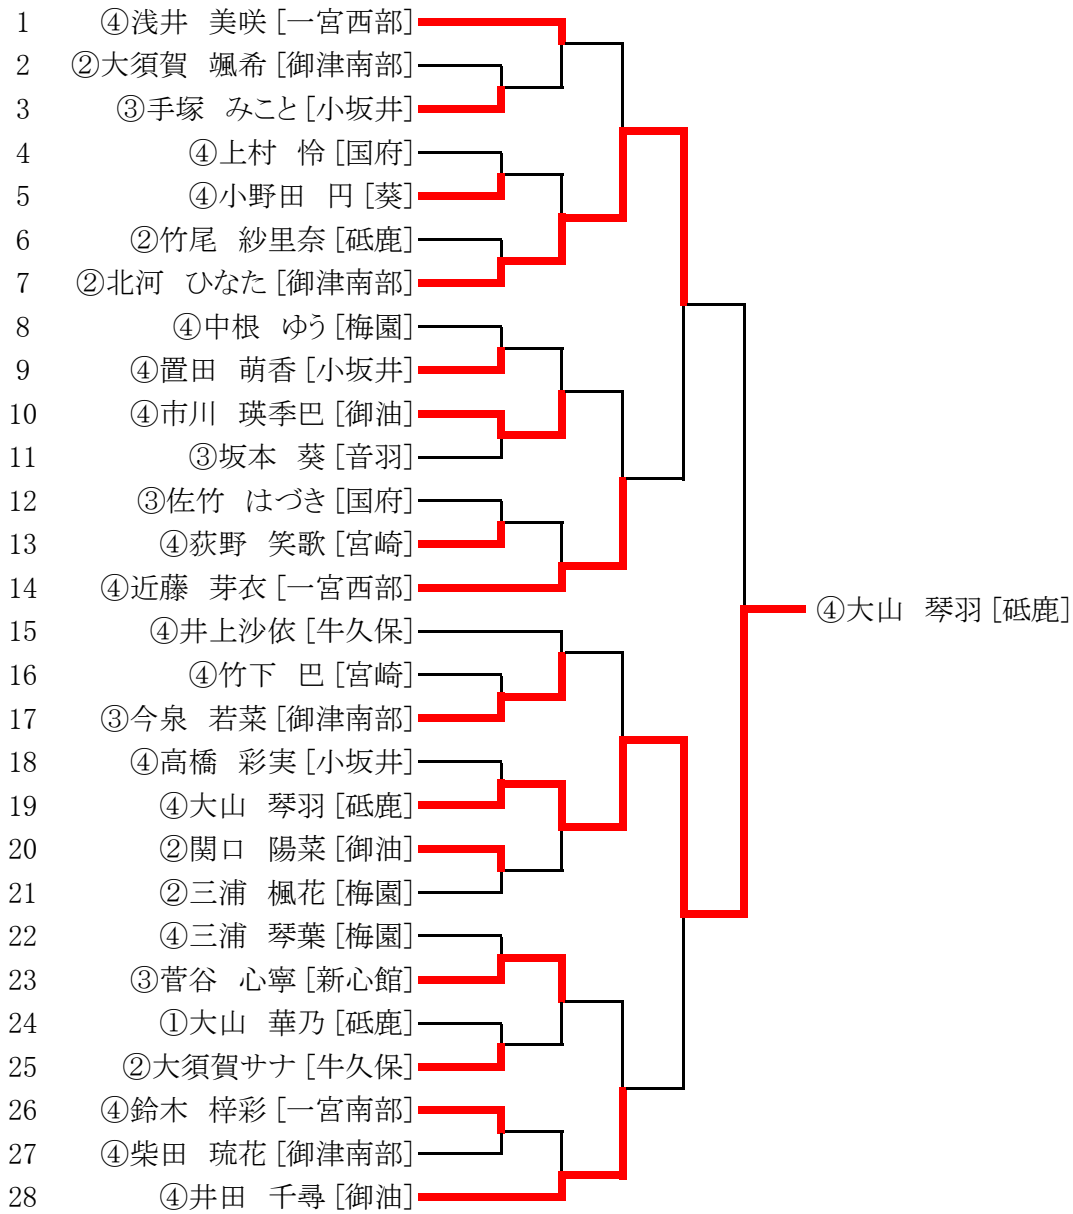 1 ④浅井 美咲 [一宮西部]
2 ②大須賀 颯希 [御津南部]
3 ③手塚 みこと [小坂井]
4 ④上村 怜 [国府]
5 ④小野田 円 [葵]
6 ②竹尾 紗里奈 [砥鹿]
7 ②北河 ひなた [御津南部]
8 ④中根 ゆう [梅園]
9 ④置田 萌香 [小坂井]
10 ④市川 瑛季巴 [御油]
11 ③坂本 葵 [音羽]
12 ③佐竹 はづき [国府]
13 ④荻野 笑歌 [宮崎]
14 ④近藤 芽衣 [一宮西部]
④大山 琴羽 [砥鹿]
15 ④井上沙依 [牛久保]
16 ④竹下 巴 [宮崎]
17 ③今泉 若菜 [御津南部]
18 ④高橋 彩実 [小坂井]
19 ④大山 琴羽 [砥鹿]
20 ②関口 陽菜 [御油]
21 ②三浦 楓花 [梅園]
22 ④三浦 琴葉 [梅園]
23 ③菅谷 心寧 [新心館]
24 ①大山 華乃 [砥鹿]
25 ②大須賀サナ [牛久保]
26 ④鈴木 梓彩 [一宮南部]
27 ④柴田 琉花 [御津南部]
28 ④井田 千尋 [御油]